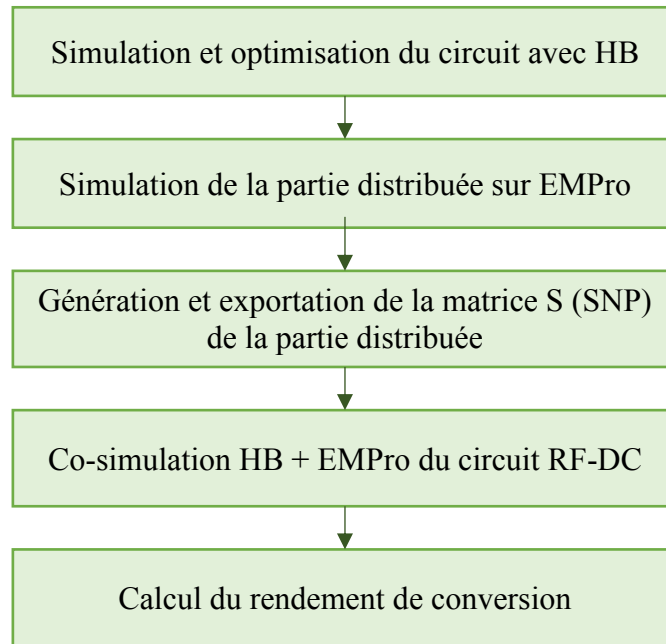 Simulation et optimisation du circuit avec HB
Simulation de la partie distribuée sur EMPro
Génération et exportation de la matrice S (SNP)
de la partie distribuée
Co-simulation HB + EMPro du circuit RF-DC
Calcul du rendement de conversion